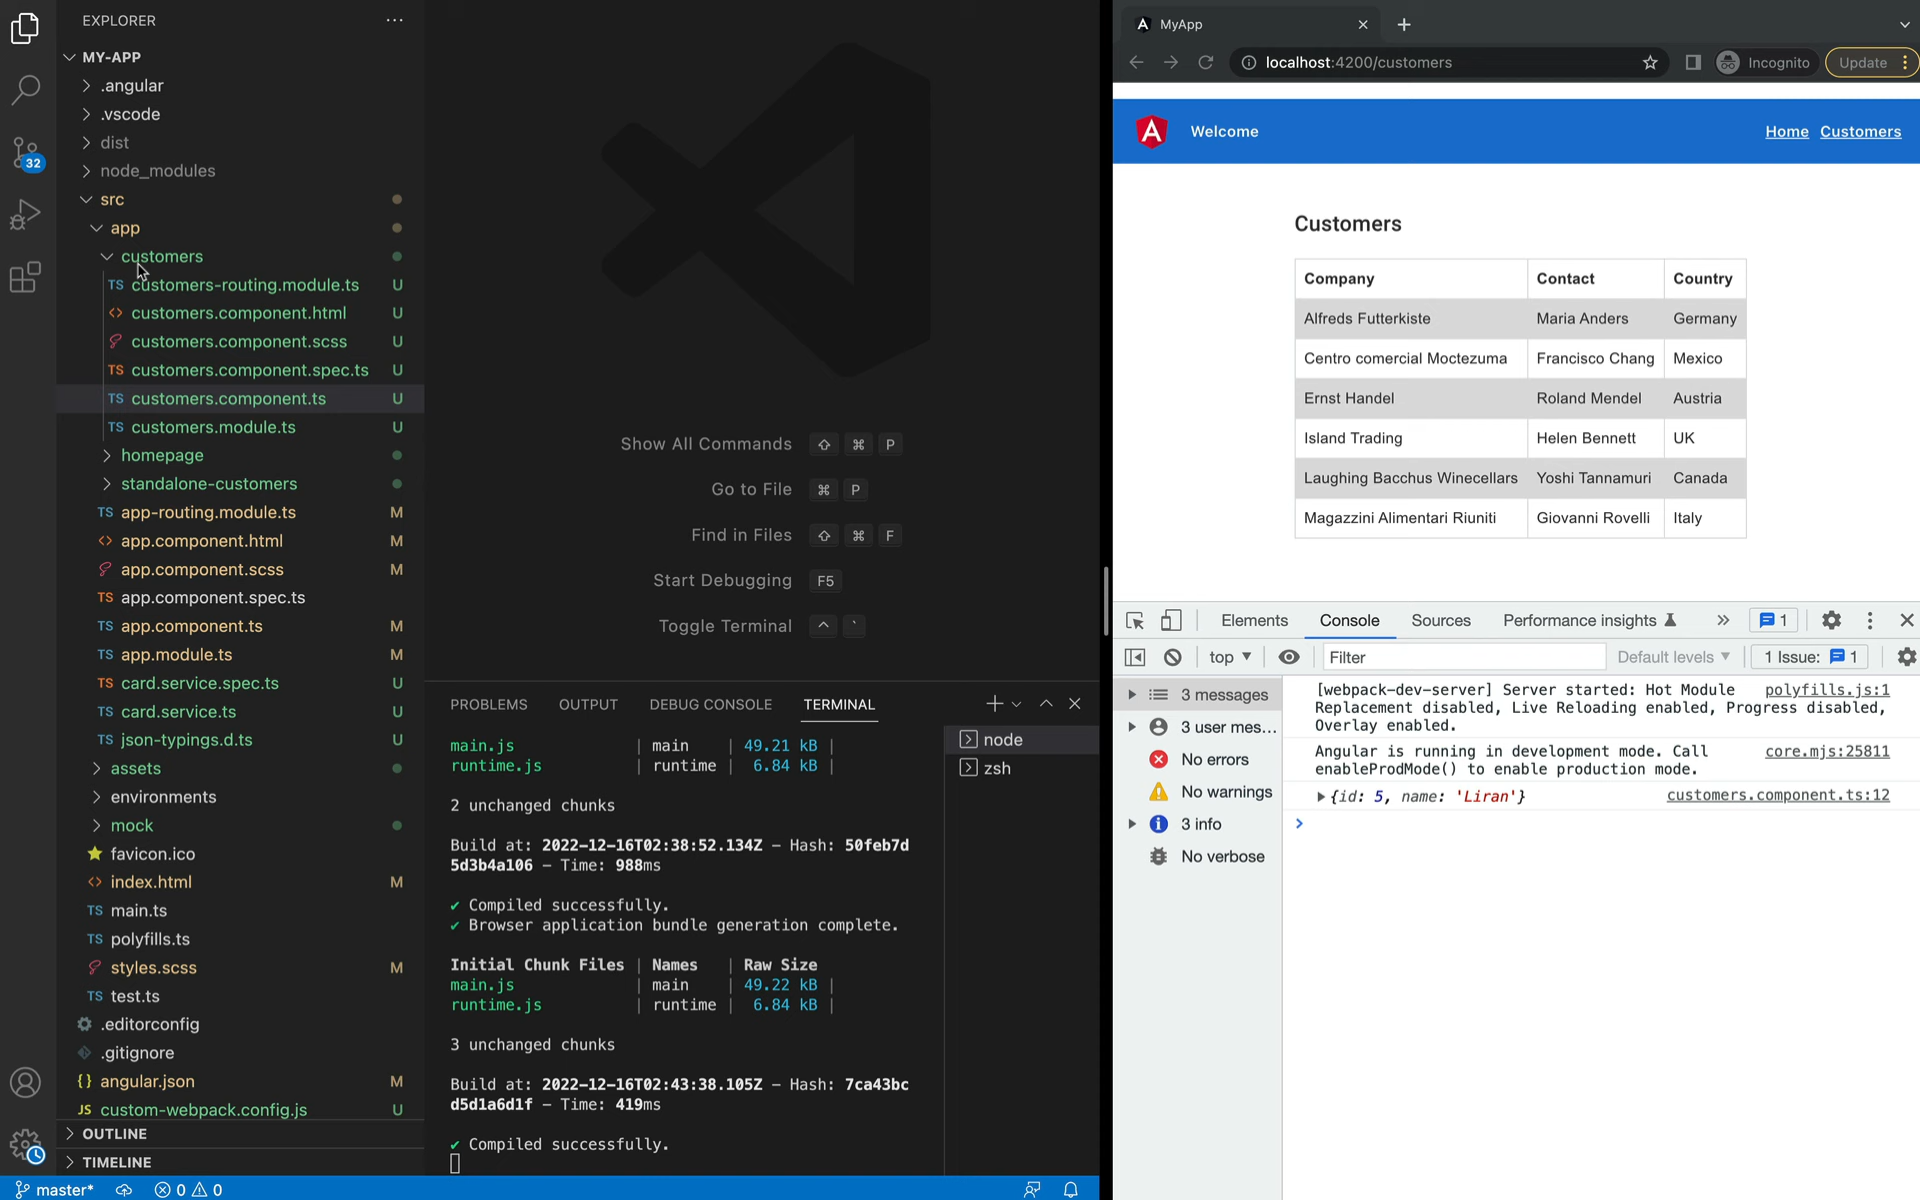 EXPLORER
MY-APP
.angular
.vscode
dist
node_modules
src
app
customers
TS customers-routing.module.ts U
<> customers.component.html U
customers.component.scss U
TS customers.component.spec.ts U
TS customers.component.ts U
TS customers.module.ts U
homepage
standalone-customers
TS app-routing.module.ts M
<> app.component.html M
app.component.scss M
TS app.component.spec.ts
TS app.component.ts M
TS app.module.ts M
TS card.service.spec.ts U
TS card.service.ts U
TS json-typings.d.ts U
assets
environments
mock
favicon.ico
<> index.html M
TS main.ts
TS polyfills.ts
styles.scss M
TS test.ts
.editorconfig
.gitignore
{} angular.json M
JS custom-webpack.config.js U
OUTLINE
TIMELINE
32
master*
0 0
Show All Commands ⇧ ⌘ P
Go to File ⌘ P
Find in Files ⇧ ⌘ F
Start Debugging F5
Toggle Terminal ^ `
PROBLEMS OUTPUT DEBUG CONSOLE TERMINAL
main.js | main | 49.21 kB |
runtime.js | runtime | 6.84 kB |
2 unchanged chunks
Build at: 2022-12-16T02:38:52.134Z - Hash: 50feb7d
5d3b4a106 - Time: 988ms
✔ Compiled successfully.
✔ Browser application bundle generation complete.
Initial Chunk Files | Names | Raw Size
main.js | main | 49.22 kB |
runtime.js | runtime | 6.84 kB |
3 unchanged chunks
Build at: 2022-12-16T02:43:38.105Z - Hash: 7ca43bc
d5d1a6d1f - Time: 419ms
✔ Compiled successfully.
node
zsh
MyApp
localhost:4200/customers
Incognito
Update
A Welcome Home Customers
Customers
Company Contact Country
Alfreds Futterkiste Maria Anders Germany
Centro comercial Moctezuma Francisco Chang Mexico
Ernst Handel Roland Mendel Austria
Island Trading Helen Bennett UK
Laughing Bacchus Winecellars Yoshi Tannamuri Canada
Magazzini Alimentari Riuniti Giovanni Rovelli Italy
Elements Console Sources Performance insights 1
top Filter Default levels 1 Issue: 1
3 messages
3 user mes...
No errors
No warnings
3 info
No verbose
[webpack-dev-server] Server started: Hot Module polyfills.js:1
Replacement disabled, Live Reloading enabled, Progress disabled,
Overlay enabled.
Angular is running in development mode. Call core.mjs:25811
enableProdMode() to enable production mode.
{id: 5, name: 'Liran'} customers.component.ts:12